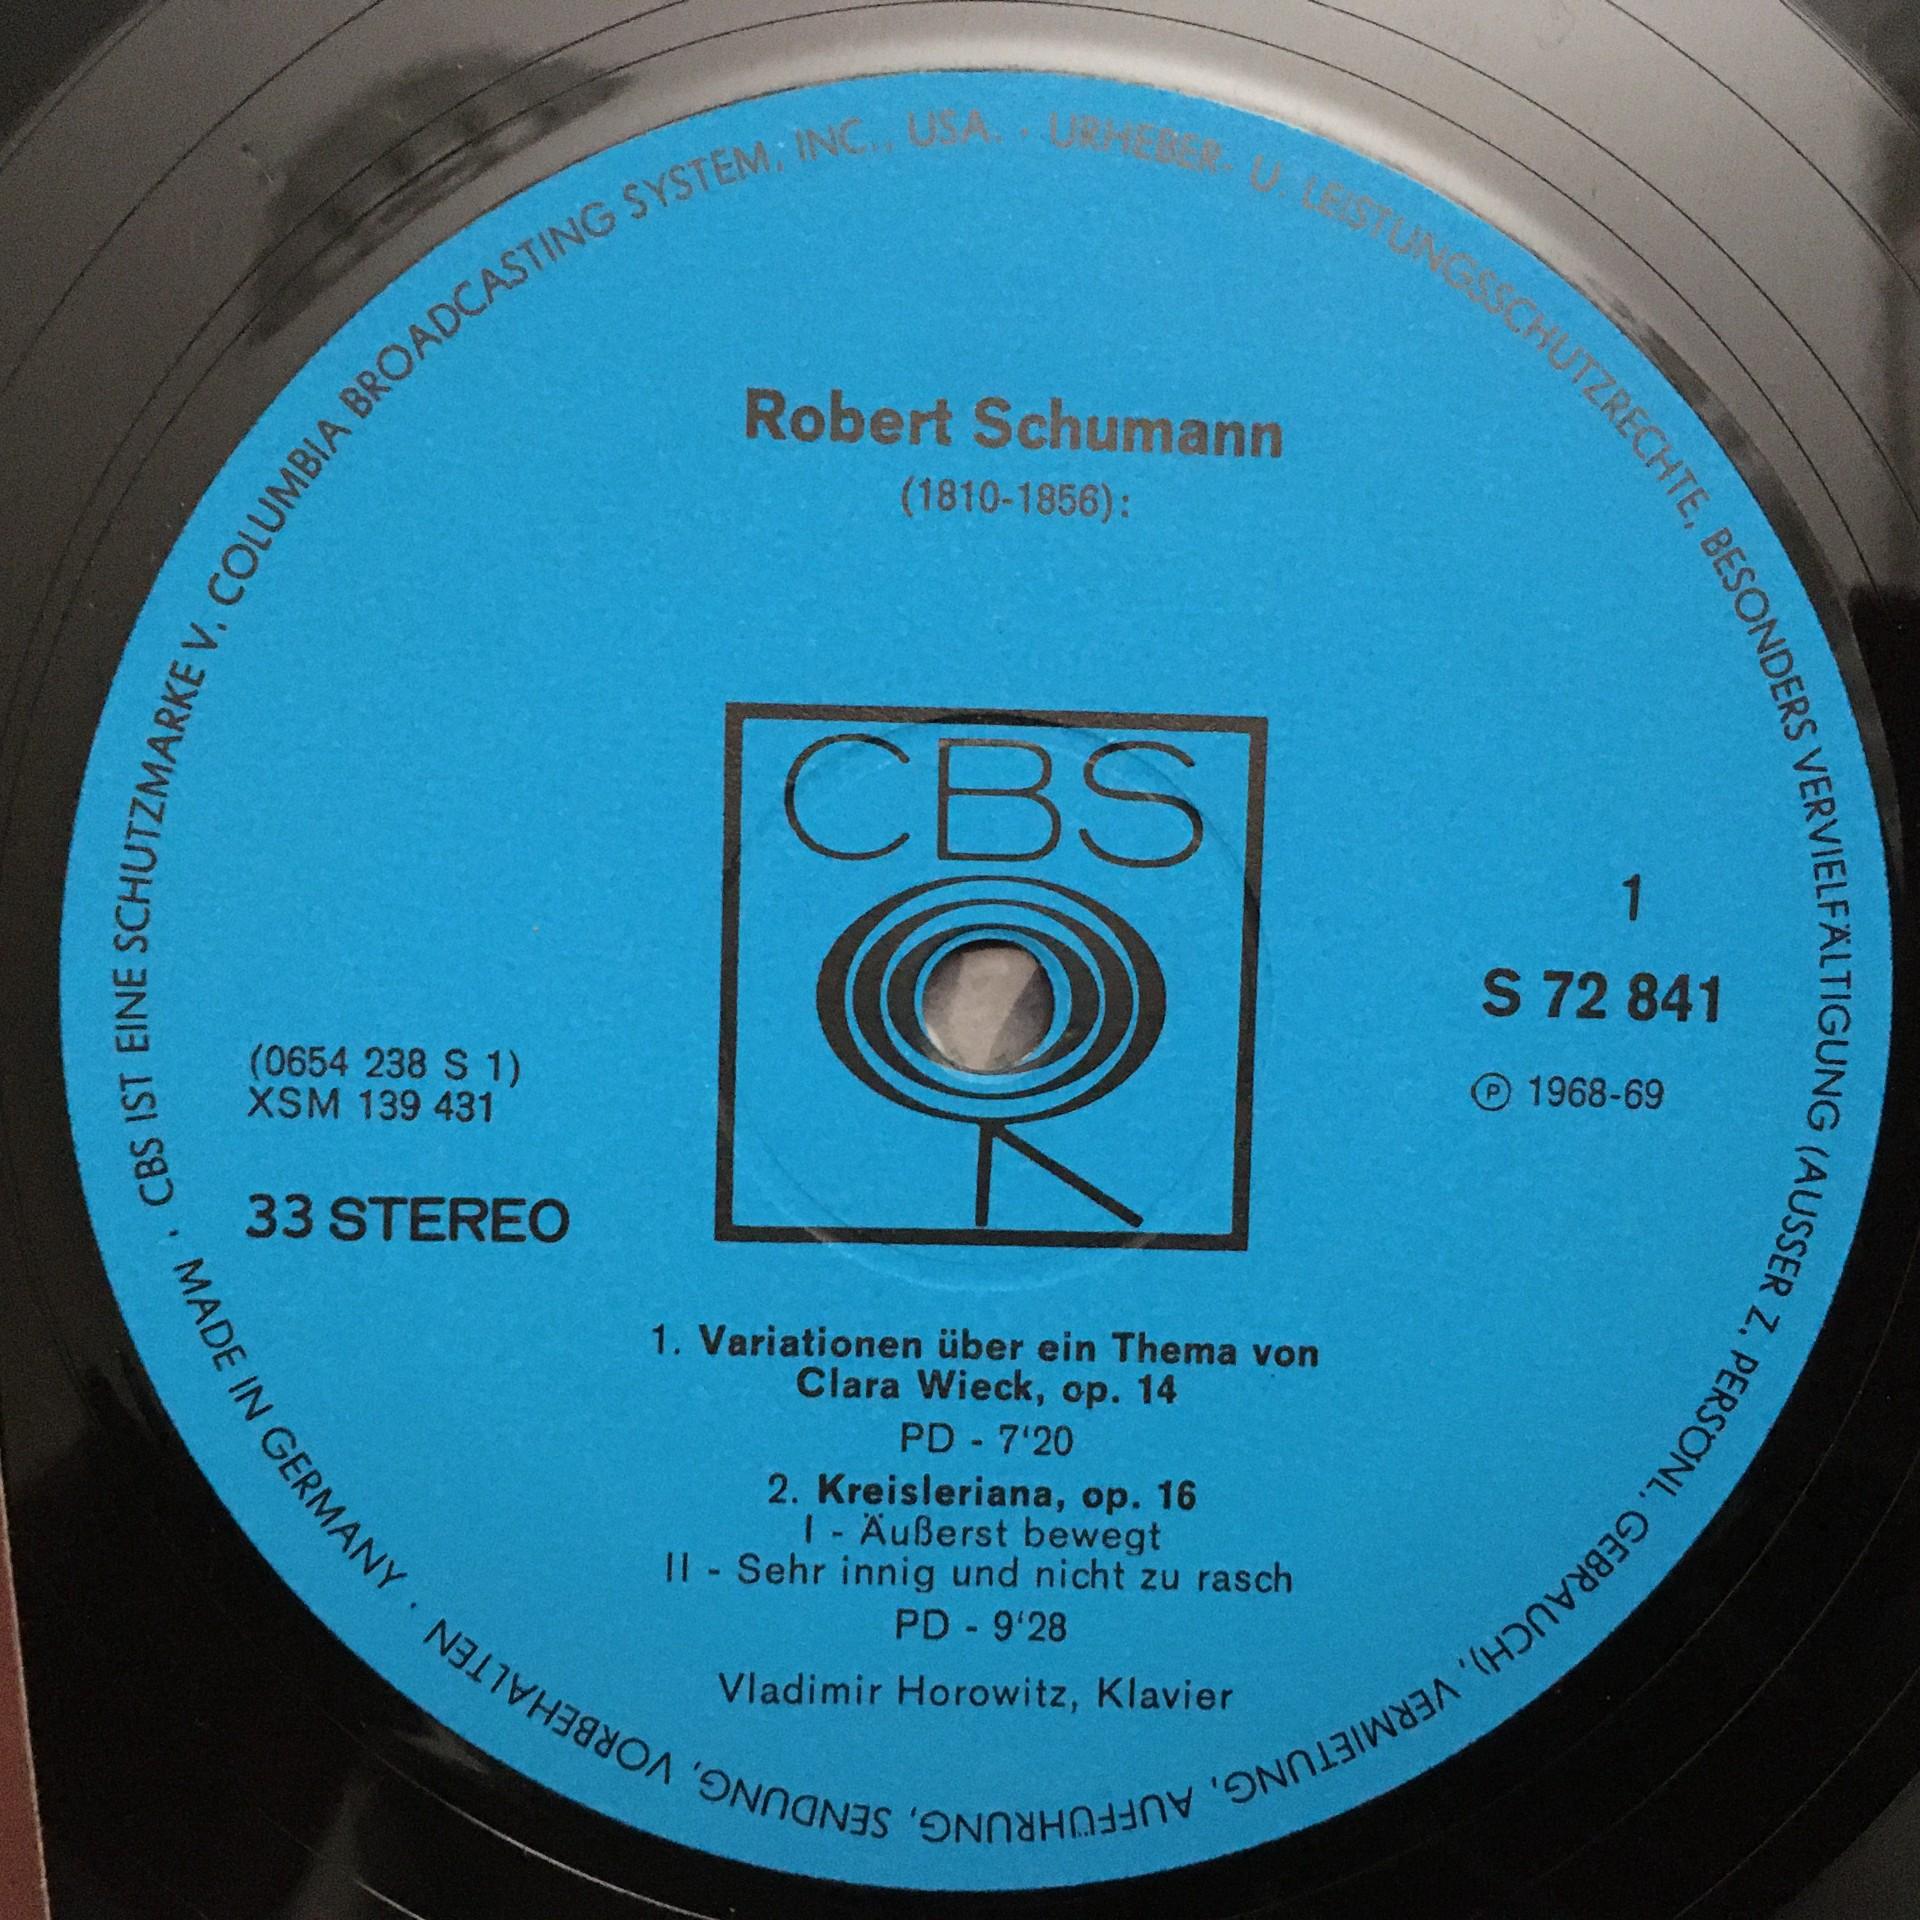 Robert Schumann
(1810-1856):
CBS
1
S 72 841
Ⓟ 1968-69
(0654 238 S 1)
XSM 139 431
33 STEREO
1. Variationen über ein Thema von
Clara Wieck, op. 14
PD - 7'20
2. Kreisleriana, op. 16
I - Äußerst bewegt
II - Sehr innig und nicht zu rasch
PD - 9'28
Vladimir Horowitz, Klavier
· CBS IST EINE SCHUTZMARKE V. COLUMBIA BROADCASTING SYSTEM, INC., USA. · URHEBER- U. LEISTUNGSSCHUTZRECHTE, BESONDERS VERVIELFÄLTIGUNG (AUSSER Z. PERSÖNL. GEBRAUCH), VERMIETUNG, AUFFÜHRUNG, SENDUNG, VORBEHALTEN · MADE IN GERMANY